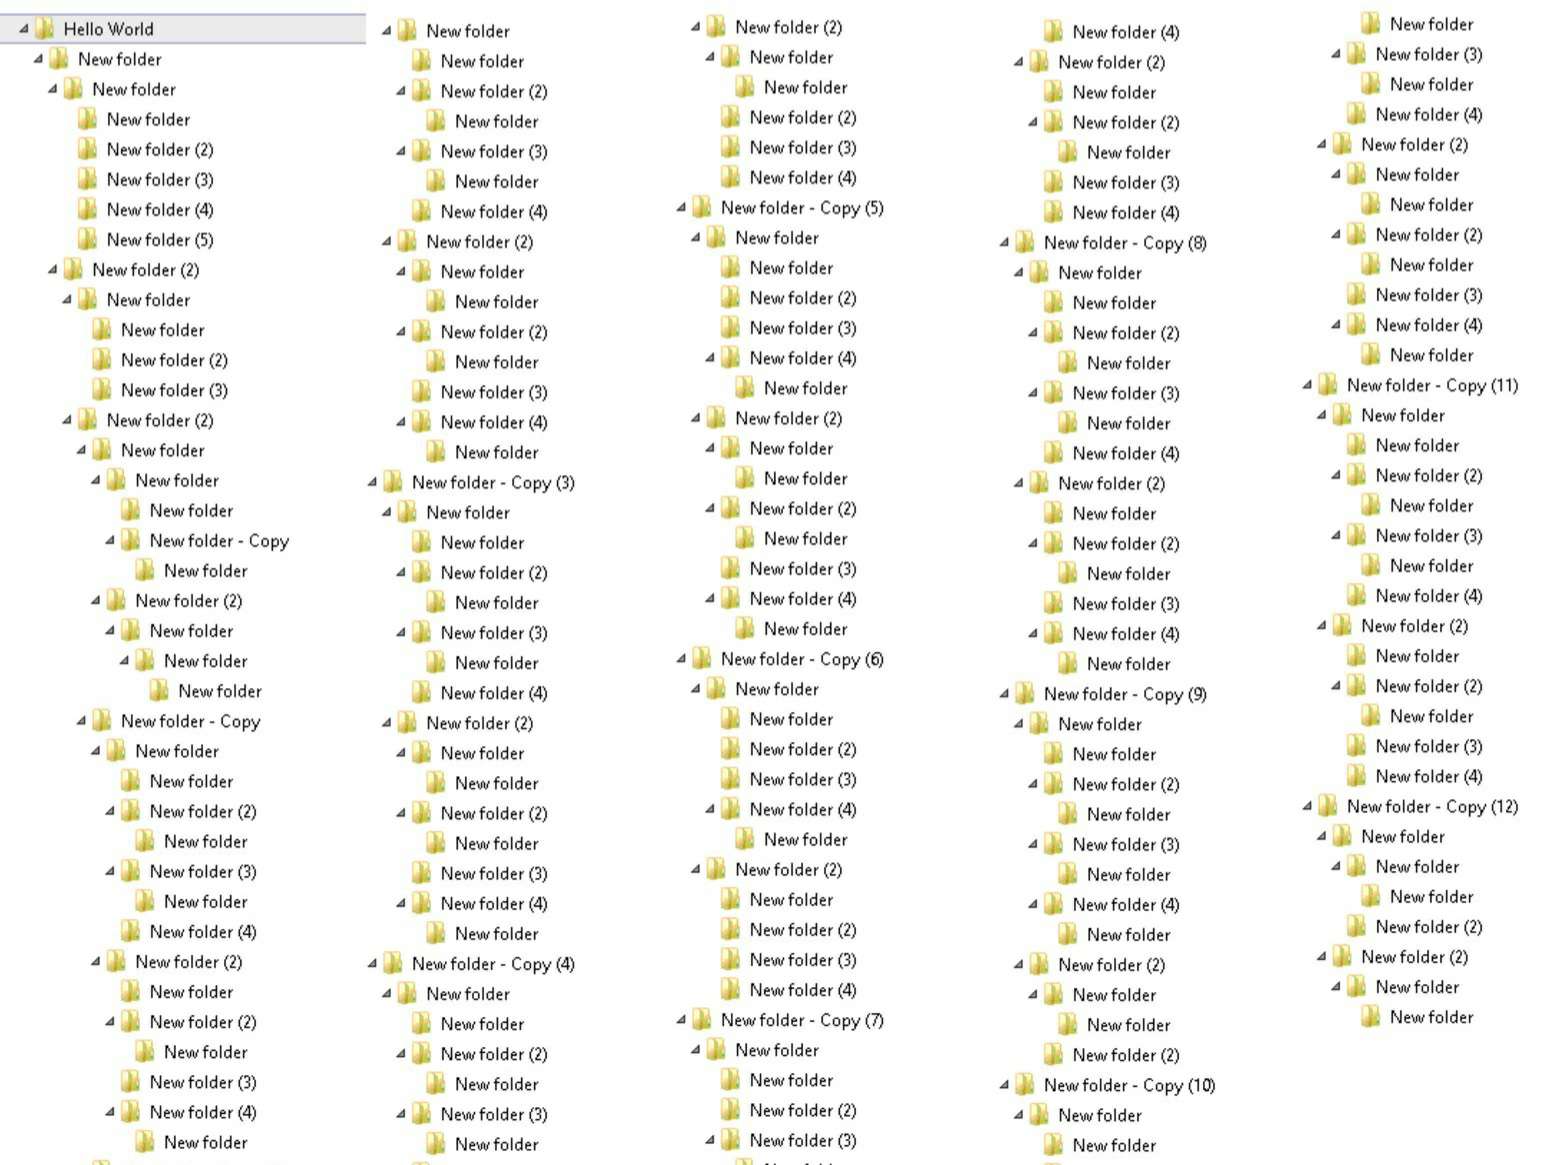 Hello World
New folder
New folder
New folder
New folder (2)
New folder (3)
New folder (4)
New folder (5)
New folder (2)
New folder
New folder
New folder (2)
New folder (3)
New folder (2)
New folder
New folder
New folder
New folder - Copy
New folder
New folder (2)
New folder
New folder
New folder
New folder - Copy
New folder
New folder
New folder (2)
New folder
New folder (3)
New folder
New folder (4)
New folder (2)
New folder
New folder (2)
New folder
New folder (3)
New folder (4)
New folder
New folder
New folder
New folder (2)
New folder
New folder (3)
New folder
New folder (4)
New folder (2)
New folder
New folder
New folder (2)
New folder
New folder (3)
New folder (4)
New folder
New folder - Copy (3)
New folder
New folder
New folder (2)
New folder
New folder (3)
New folder
New folder (4)
New folder (2)
New folder
New folder
New folder (2)
New folder
New folder (3)
New folder (4)
New folder
New folder - Copy (4)
New folder
New folder
New folder (2)
New folder
New folder (3)
New folder
New folder (2)
New folder
New folder
New folder (2)
New folder (3)
New folder (4)
New folder - Copy (5)
New folder
New folder
New folder (2)
New folder (3)
New folder (4)
New folder
New folder (2)
New folder
New folder
New folder (2)
New folder
New folder (3)
New folder (4)
New folder
New folder - Copy (6)
New folder
New folder
New folder (2)
New folder (3)
New folder (4)
New folder
New folder (2)
New folder
New folder (2)
New folder (3)
New folder (4)
New folder - Copy (7)
New folder
New folder
New folder (2)
New folder (3)
New folder (4)
New folder (2)
New folder
New folder (2)
New folder
New folder (3)
New folder (4)
New folder - Copy (8)
New folder
New folder
New folder (2)
New folder
New folder (3)
New folder
New folder (4)
New folder (2)
New folder
New folder (2)
New folder
New folder (3)
New folder (4)
New folder
New folder - Copy (9)
New folder
New folder
New folder (2)
New folder
New folder (3)
New folder
New folder (4)
New folder
New folder (2)
New folder
New folder
New folder (2)
New folder - Copy (10)
New folder
New folder
New folder
New folder (3)
New folder
New folder (4)
New folder (2)
New folder
New folder
New folder (2)
New folder
New folder (3)
New folder (4)
New folder
New folder - Copy (11)
New folder
New folder
New folder (2)
New folder
New folder (3)
New folder
New folder (4)
New folder (2)
New folder
New folder (2)
New folder
New folder (3)
New folder (4)
New folder - Copy (12)
New folder
New folder
New folder
New folder (2)
New folder (2)
New folder
New folder